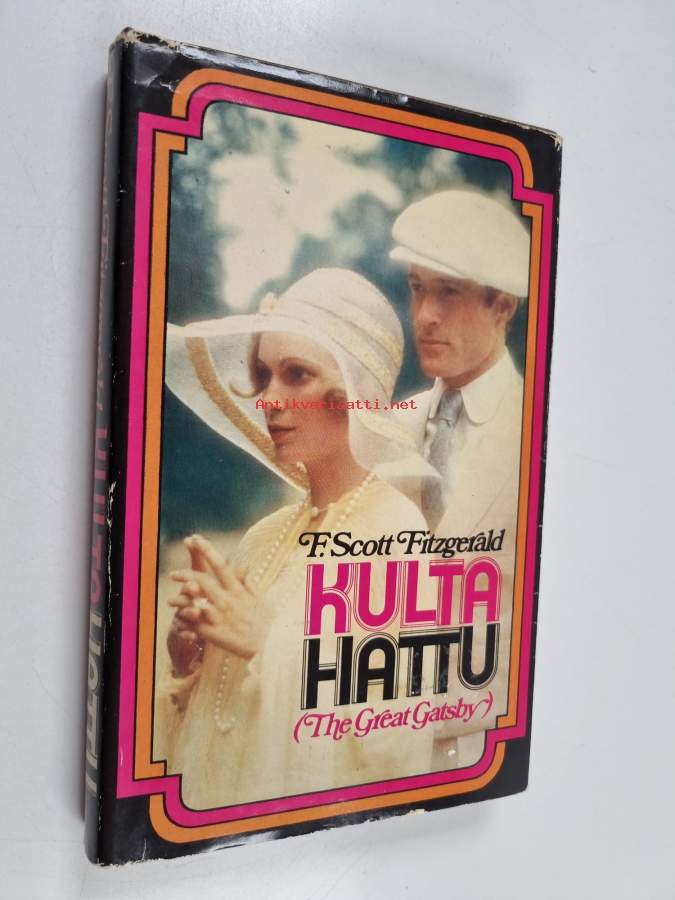 Antikvariaatti.net
F. Scott Fitzgerald
KULTA
HATTU
(The Great Gatsby)